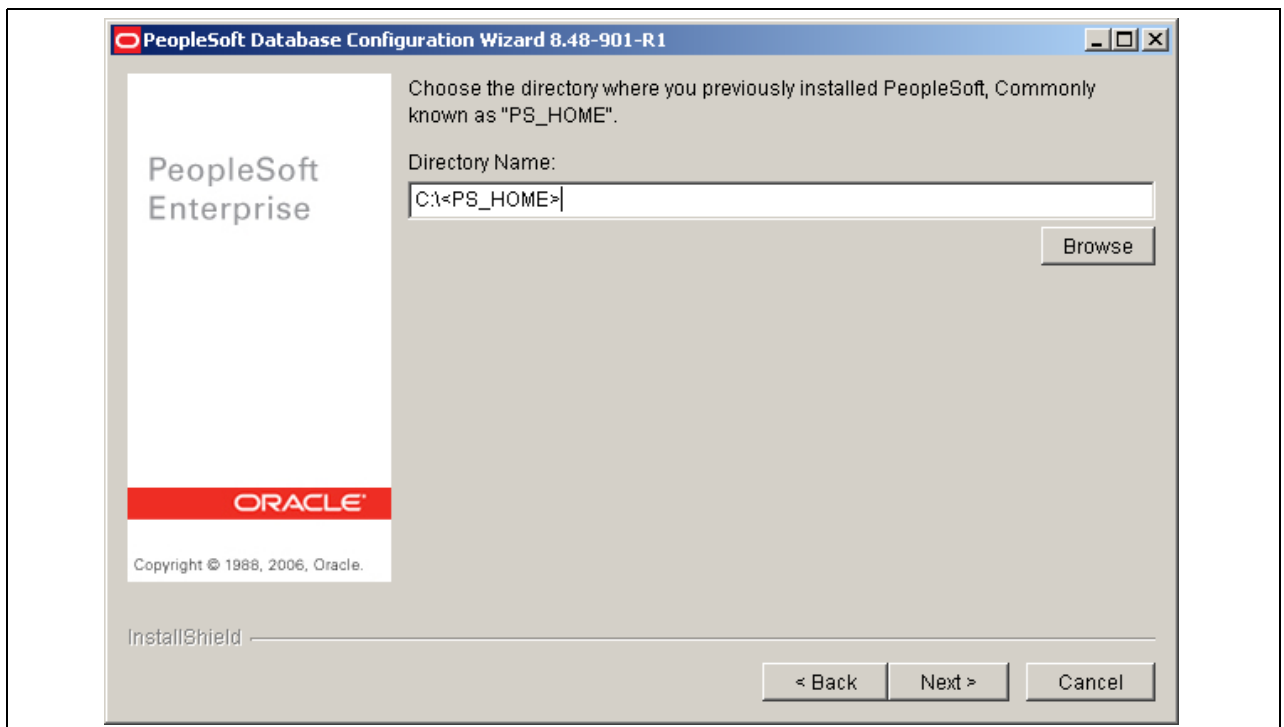 PeopleSoft Database Configuration Wizard 8.48-901-R1
Choose the directory where you previously installed PeopleSoft, Commonly
known as "PS_HOME".
PeopleSoft
Enterprise
Directory Name:
C:\<PS_HOME>
Browse
ORACLE
Copyright © 1988, 2006, Oracle.
InstallShield
< Back
Next >
Cancel